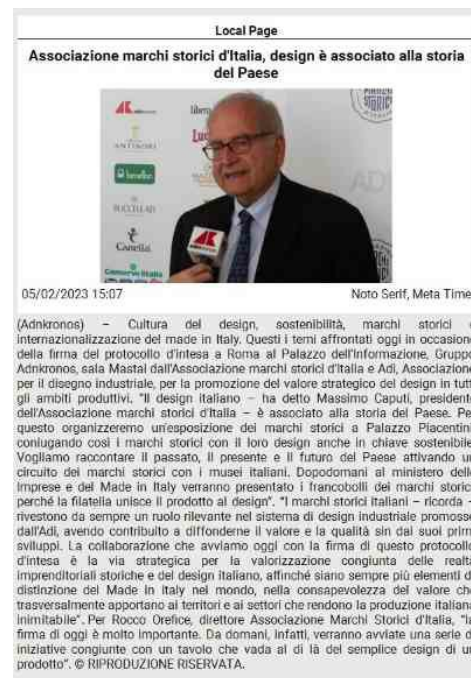 Local Page
Associazione marchi storici d'Italia, design è associato alla storia
del Paese
ANTINORI
benetton
BUCCELLATI
Canella
Conserve Italia
STORICI
AD
05/02/2023 15:07
Noto Serif, Meta Time
(Adnkronos) – Cultura del design, sostenibilità, marchi storici
internazionalizzazione del made in Italy. Questi i temi affrontati oggi in occasion
della firma del protocollo d'intesa a Roma al Palazzo dell'Informazione, Gruppo
Adnkronos, sala Mastai dall'Associazione marchi storici d'Italia e Adi, Associazione
per il disegno industriale, per la promozione del valore strategico del design in tutt
gli ambiti produttivi. "Il design italiano – ha detto Massimo Caputi, presidente
dell'Associazione marchi storici d'Italia – è associato alla storia del Paese. Pe
questo organizzeremo un'esposizione dei marchi storici a Palazzo Piacentini
coniugando così i marchi storici con il loro design anche in chiave sostenibile
Vogliamo raccontare il passato, il presente e il futuro del Paese attivando un
circuito dei marchi storici con i musei italiani. Dopodomani al ministero dell
Imprese e del Made in Italy verranno presentato i francobolli dei marchi storic
perché la filatelia unisce il prodotto al design". "I marchi storici italiani – ricorda -
rivestono da sempre un ruolo rilevante nel sistema di design industriale promosso
dall'Adi, avendo contribuito a diffonderne il valore e la qualità sin dai suoi prim
sviluppi. La collaborazione che avviamo oggi con la firma di questo protocollo
d'intesa è la via strategica per la valorizzazione congiunta delle realtà
imprenditoriali storiche e del design italiano, affinché siano sempre più elementi d
distinzione del Made in Italy nel mondo, nella consapevolezza del valore che
trasversalmente apportano ai territori e ai settori che rendono la produzione italiana
inimitabile". Per Rocco Orefice, direttore Associazione Marchi Storici d'Italia, "la
firma di oggi è molto importante. Da domani, infatti, verranno avviate una serie d
iniziative congiunte con un tavolo che vada al di là del semplice design di un
prodotto". © RIPRODUZIONE RISERVATA.